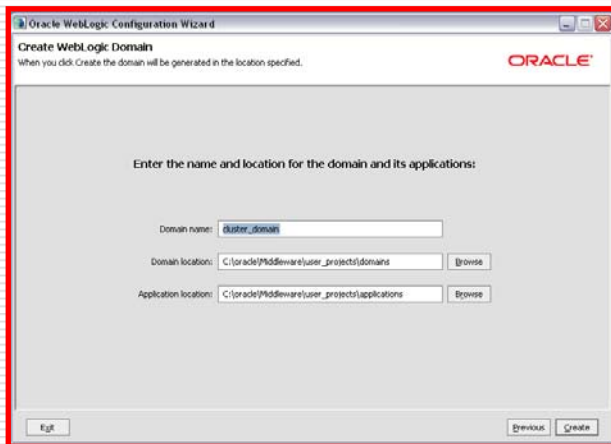 Oracle WebLogic Configuration Wizard
Create WebLogic Domain
When you click Create the domain will be generated in the location specified.
ORACLE
Enter the name and location for the domain and its applications:
Domain name: cluster_domain
Domain location: C:\oracle\Middleware\user_projects\domains Browse
Application location: C:\oracle\Middleware\user_projects\applications Browse
Exit Previous Create